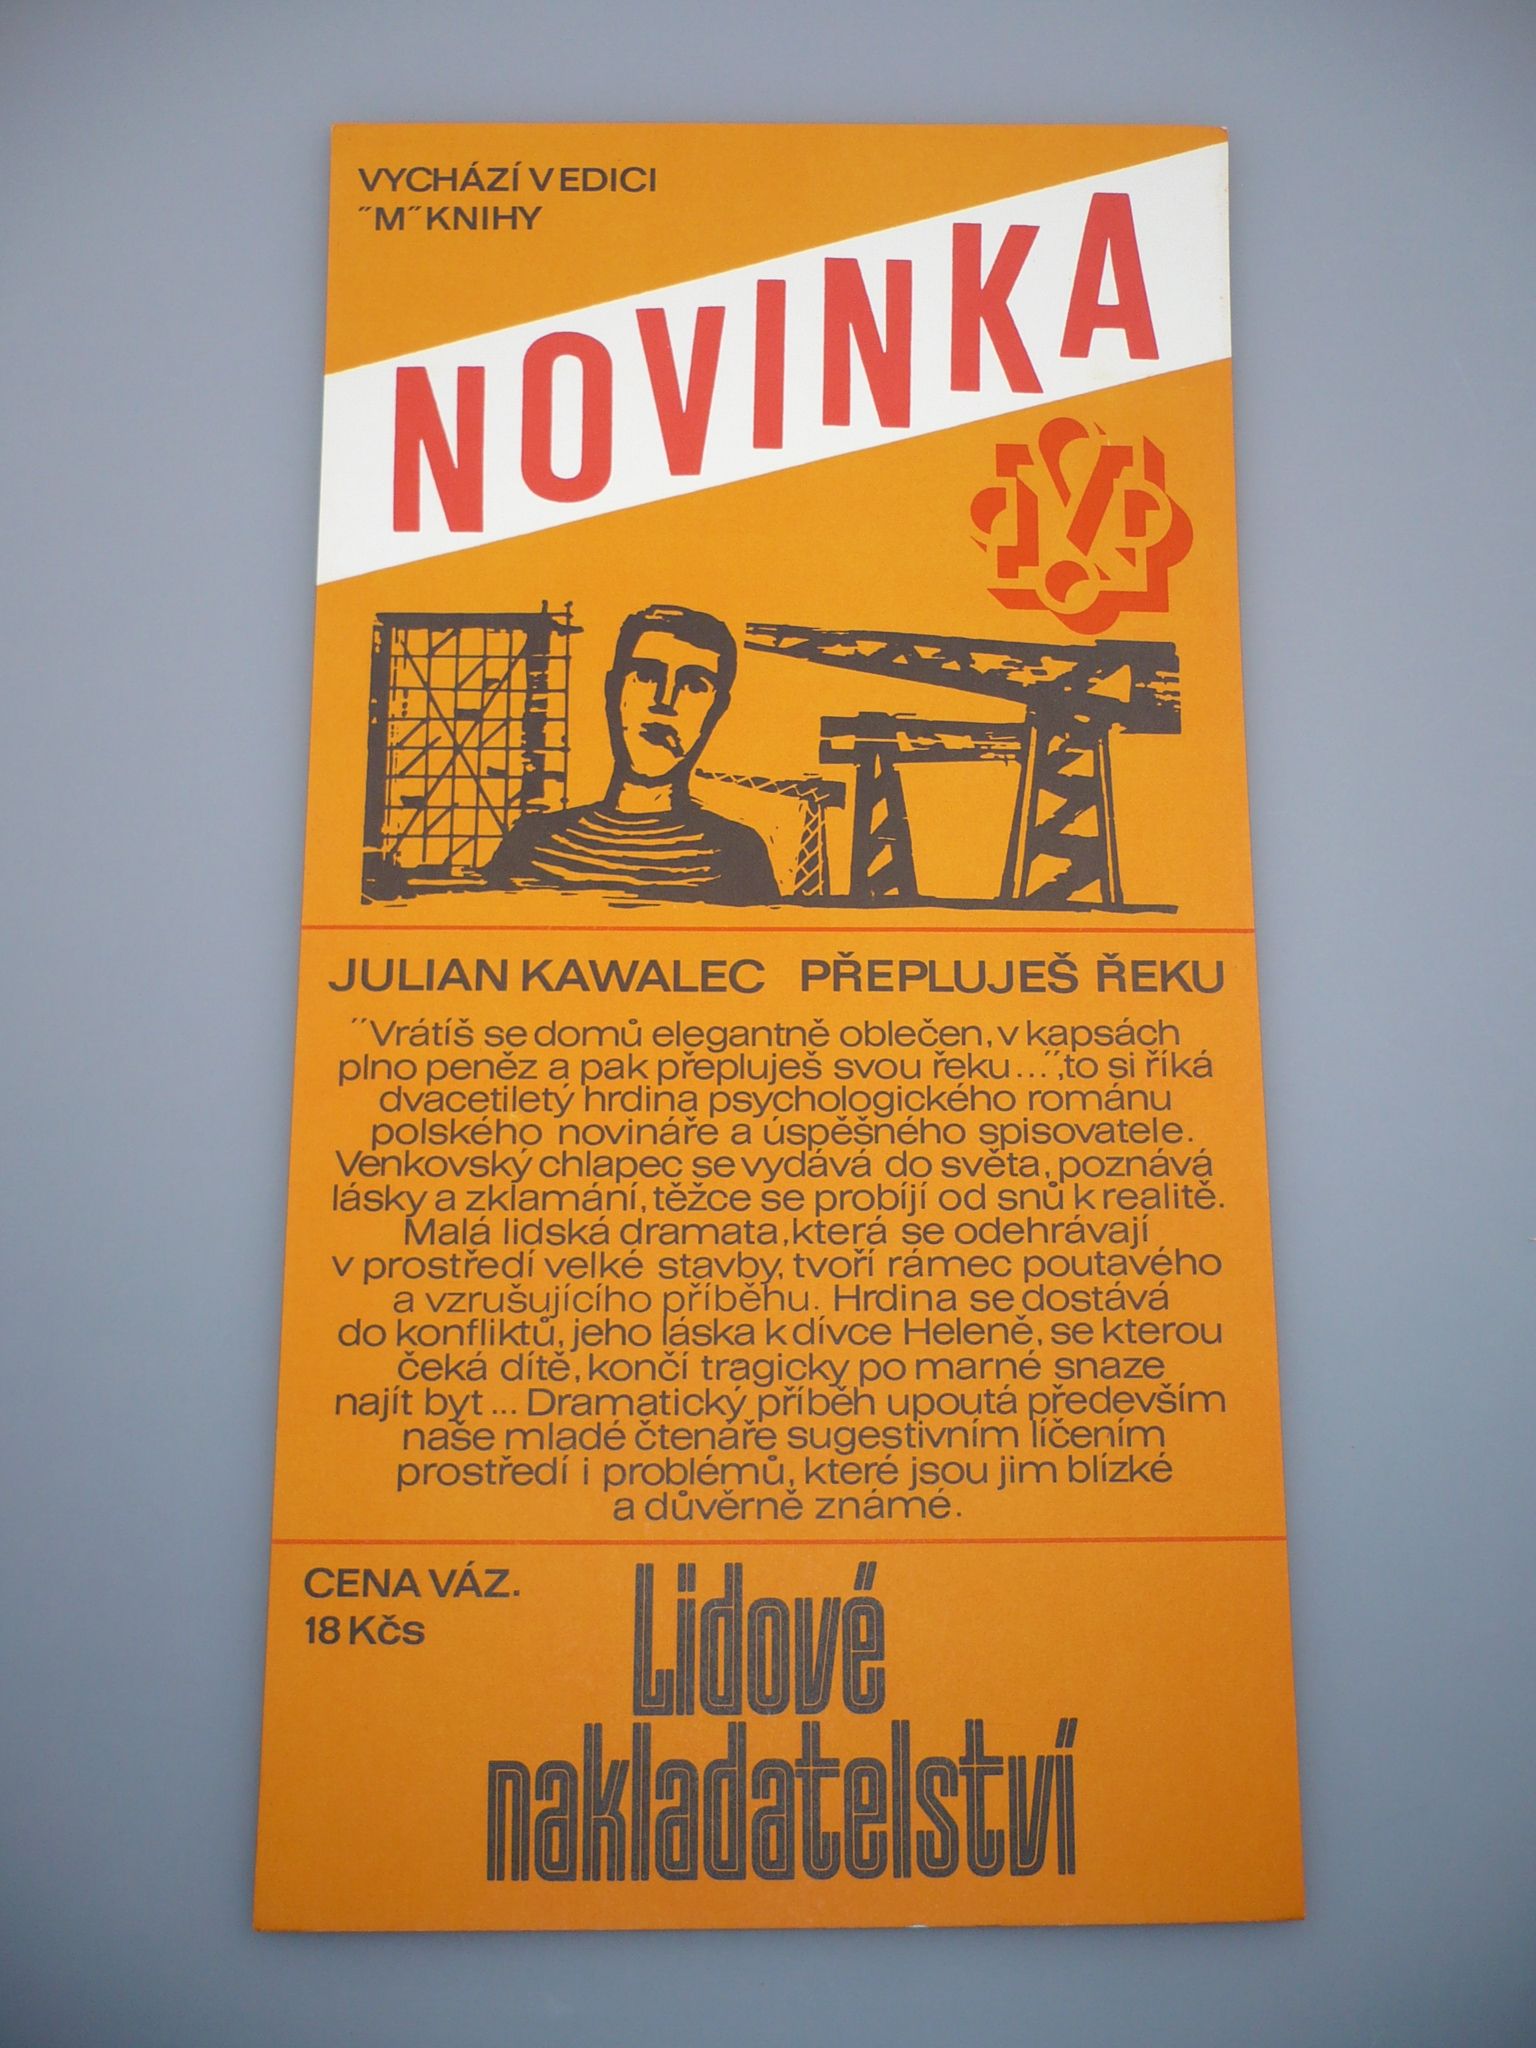 VYCHÁZÍ V EDICI
"M" KNIHY
NOVINKA
JULIAN KAWALEC PŘEPLUJEŠ ŘEKU
"Vrátíš se domů elegantně oblečen, v kapsách
plno peněz a pak přepluješ svou řeku...", to si říká
dvacetiletý hrdina psychologického románu
polského novináře a úspěšného spisovatele.
Venkovský chlapec se vydává do světa, poznává
lásky a zklamání, těžce se probíjí od snů k realitě.
Malá lidská dramata, která se odehrávají
v prostředí velké stavby, tvoří rámec poutavého
a vzrušujícího příběhu. Hrdina se dostává
do konfliktů, jeho láska k dívce Heleně, se kterou
čeká dítě, končí tragicky po marné snaze
najít byt... Dramatický příběh upoutá především
naše mladé čtenáře sugestivním líčením
prostředí i problémů, které jsou jim blízké
a důvěrně známé.
CENA VÁZ.
18 Kčs
Lidové
nakladatelství